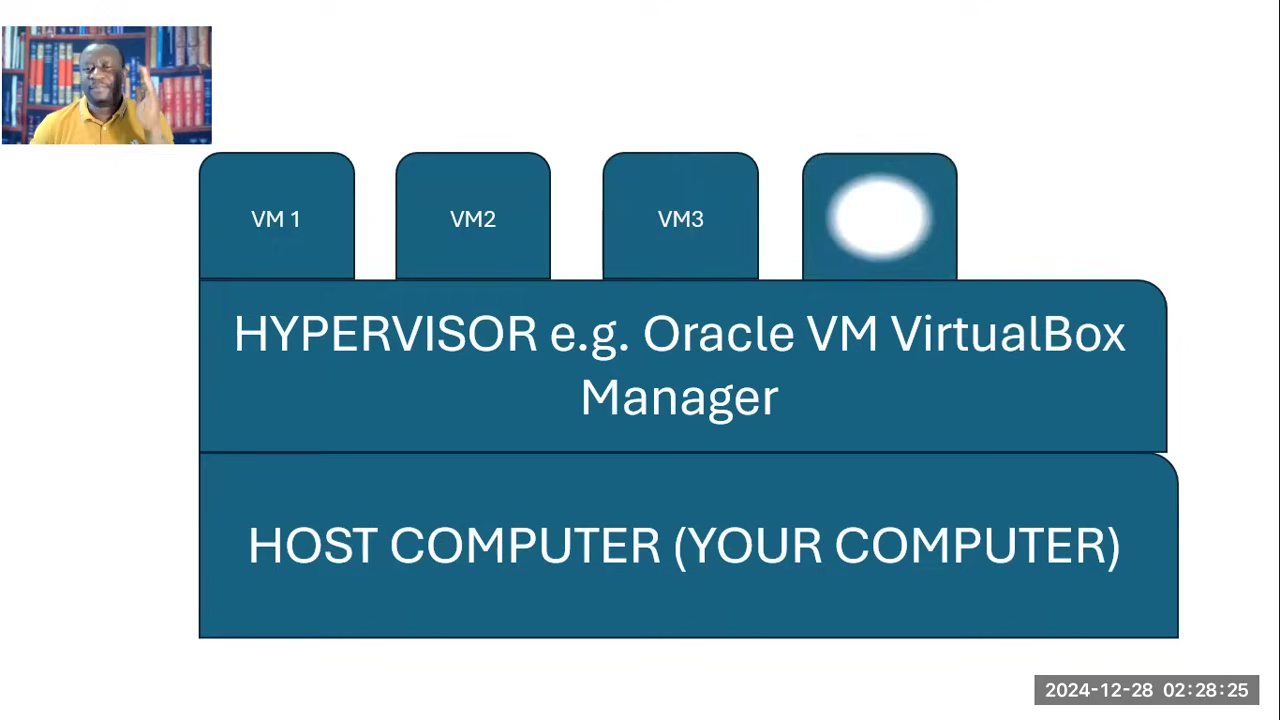 VM 1
VM2
VM3
HYPERVISOR e.g. Oracle VM VirtualBox
Manager
HOST COMPUTER (YOUR COMPUTER)
2024-12-28 02:28:25